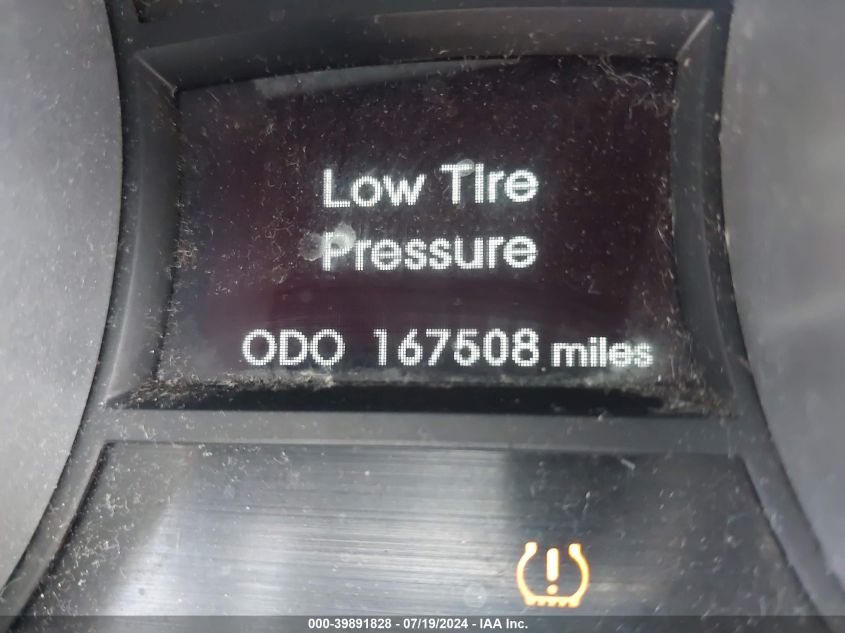 Low Tire
Pressure
ODO 167508 miles
000-39891828 - 07/19/2024 - IAA Inc.